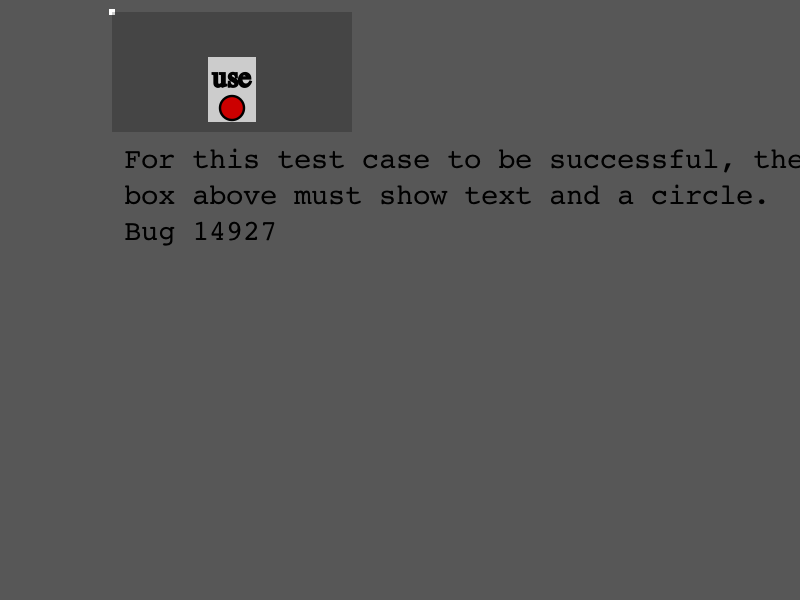 use
For this test case to be successful, the
box above must show text and a circle.
Bug 14927